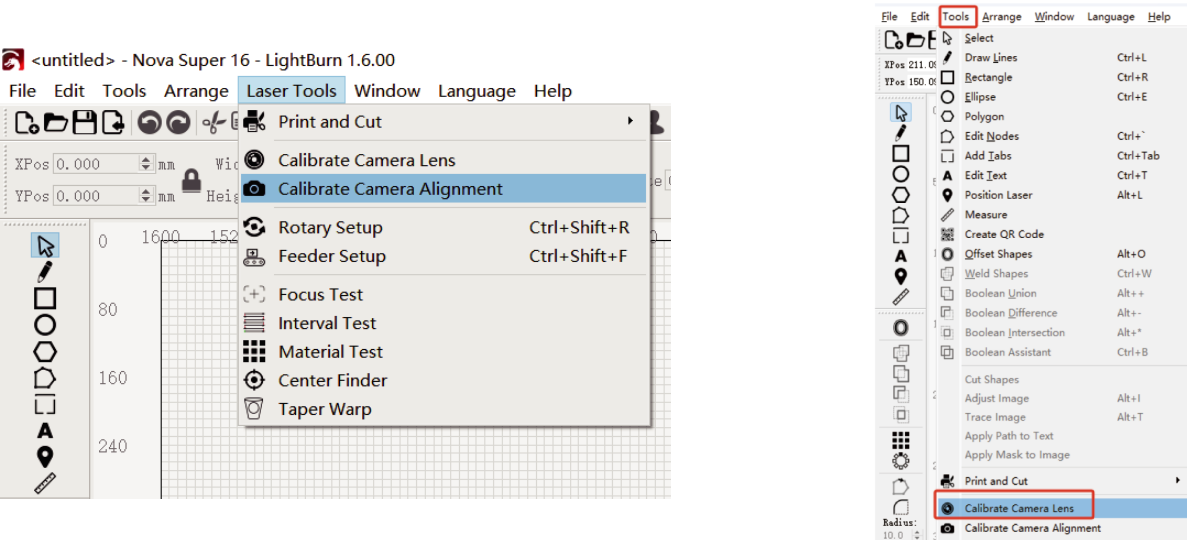 <untitled> - Nova Super 16 - LightBurn 1.6.00
File Edit Tools Arrange Laser Tools Window Language Help
Print and Cut
XPos 0.000 mm
Calibrate Camera Lens
Calibrate Camera Alignment
YPos 0.000 mm
Rotary Setup Ctrl+Shift+R
0 1600
Feeder Setup Ctrl+Shift+F
Focus Test
80
Interval Test
Material Test
160
Center Finder
Taper Warp
240
File Edit Tools Arrange Window Language Help
Select
Draw Lines Ctrl+L
XPos 211.0
Rectangle Ctrl+R
YPos 150.0
Ellipse Ctrl+E
Polygon
Edit Nodes Ctrl+`
Add Tabs Ctrl+Tab
Edit Text Ctrl+T
Position Laser Alt+L
Measure
Create QR Code
Offset Shapes Alt+O
Weld Shapes Ctrl+W
Boolean Union Alt++
Boolean Difference Alt+-
Boolean Intersection Alt+*
Boolean Assistant Ctrl+B
Cut Shapes
Adjust Image Alt+I
Trace Image Alt+T
Apply Path to Text
Apply Mask to Image
Print and Cut
Calibrate Camera Lens
Radius:
Calibrate Camera Alignment
10.0